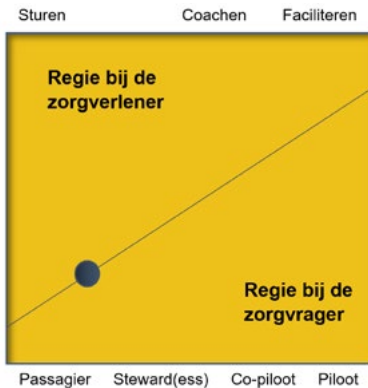 Sturen Coachen Faciliteren
Regie bij de
zorgverlener
Regie bij de
zorgvrager
Passagier Steward(ess) Co-piloot Piloot